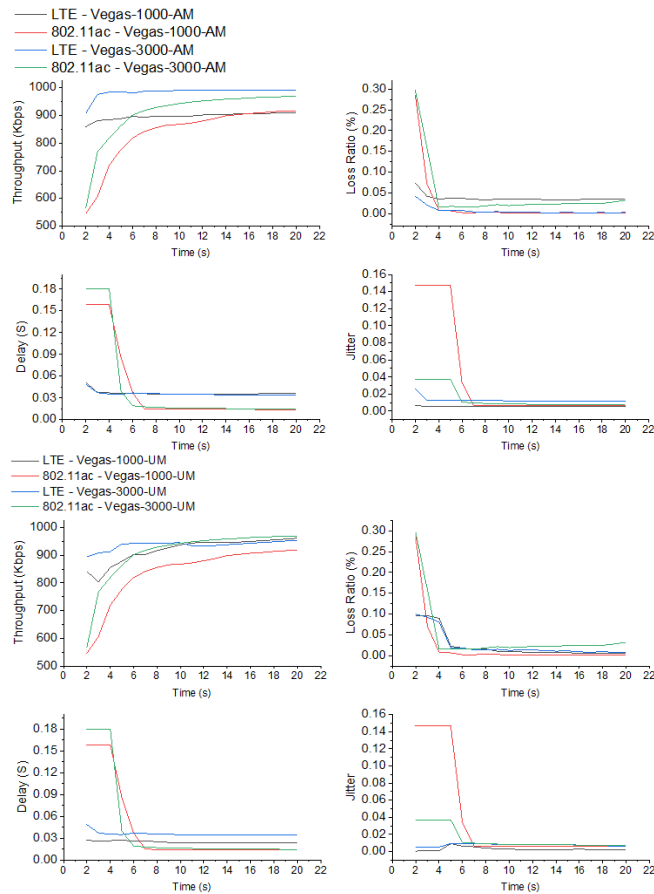 LTE - Vegas-1000-AM
802.11ac - Vegas-1000-AM
LTE - Vegas-3000-AM
802.11ac - Vegas-3000-AM
1000
900
800
700
600
500
0 2 4 6 8 10 12 14 16 18 20 22
Throughput (Kbps)
Time (s)
0.30
0.25
0.20
0.15
0.10
0.05
0.00
0 2 4 6 8 10 12 14 16 18 20 22
Loss Ratio (%)
Time (s)
0.18
0.15
0.12
0.09
0.06
0.03
0.00
0 2 4 6 8 10 12 14 16 18 20 22
Delay (S)
Time (s)
0.16
0.14
0.12
0.10
0.08
0.06
0.04
0.02
0.00
0 2 4 6 8 10 12 14 16 18 20 22
Jitter
Time (s)
LTE - Vegas-1000-UM
802.11ac - Vegas-1000-UM
LTE - Vegas-3000-UM
802.11ac - Vegas-3000-UM
1000
900
800
700
600
500
0 2 4 6 8 10 12 14 16 18 20 22
Throughput (Kbps)
Time (s)
0.30
0.25
0.20
0.15
0.10
0.05
0.00
0 2 4 6 8 10 12 14 16 18 20 22
Loss Ratio (%)
Time (s)
0.18
0.15
0.12
0.09
0.06
0.03
0.00
0 2 4 6 8 10 12 14 16 18 20 22
Delay (S)
Time (s)
0.16
0.14
0.12
0.10
0.08
0.06
0.04
0.02
0.00
0 2 4 6 8 10 12 14 16 18 20 22
Jitter
Time (s)